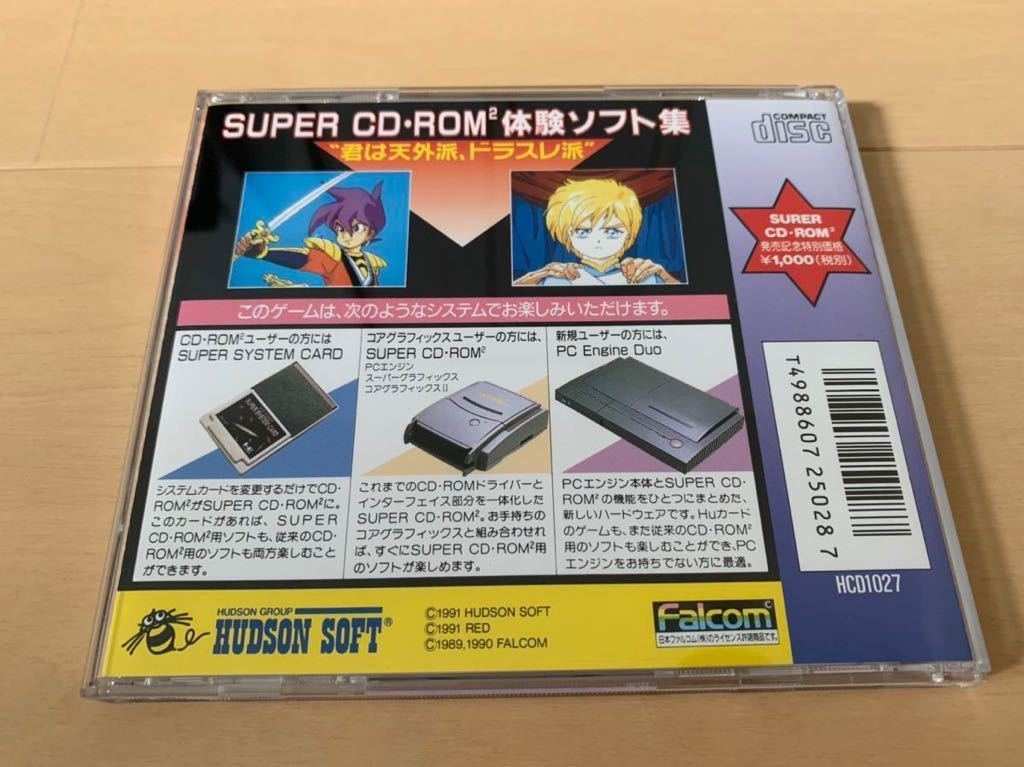 SUPER CD・ROM² 体験ソフト集
“君は天外派、ドラスレ派”
COMPACT
disc
SURER
CD・ROM²
発売記念特別価格
¥1,000(税別)
このゲームは、次のようなシステムでお楽しみいただけます。
CD・ROM²ユーザーの方には
SUPER SYSTEM CARD
SUPER SYSTEM CARD
システムカードを変更するだけでCD・
ROM²がSUPER CD・ROM²に。
このカードがあれば、SUPER
CD・ROM²用ソフトも、従来のCD・
ROM²用のソフトも両方楽しむこと
ができます。
コアグラフィックスユーザーの方には、
SUPER CD・ROM²
PCエンジン
スーパーグラフィックス
コアグラフィックスⅡ
これまでのCD・ROMドライバーと
インターフェイス部分を一体化した
SUPER CD・ROM²。お手持ちの
コアグラフィックスと組み合わせれ
ば、すぐにSUPER CD・ROM²用
のソフトが楽しめます。
新規ユーザーの方には、
PC Engine Duo
PCエンジン本体とSUPER CD・
ROM²の機能をひとつにまとめた、
新しいハードウェアです。Huカード
のゲームも、また従来のCD・ROM²
用のソフトも楽しむことができ、PC
エンジンをお持ちでない方に最適。
T4988607 25028 7
HCD1027
HUDSON GROUP
HUDSON SOFT®
©1991 HUDSON SOFT
©1991 RED
©1989,1990 FALCOM
Falcom©
日本ファルコム(株)のライセンス許諾商品です。